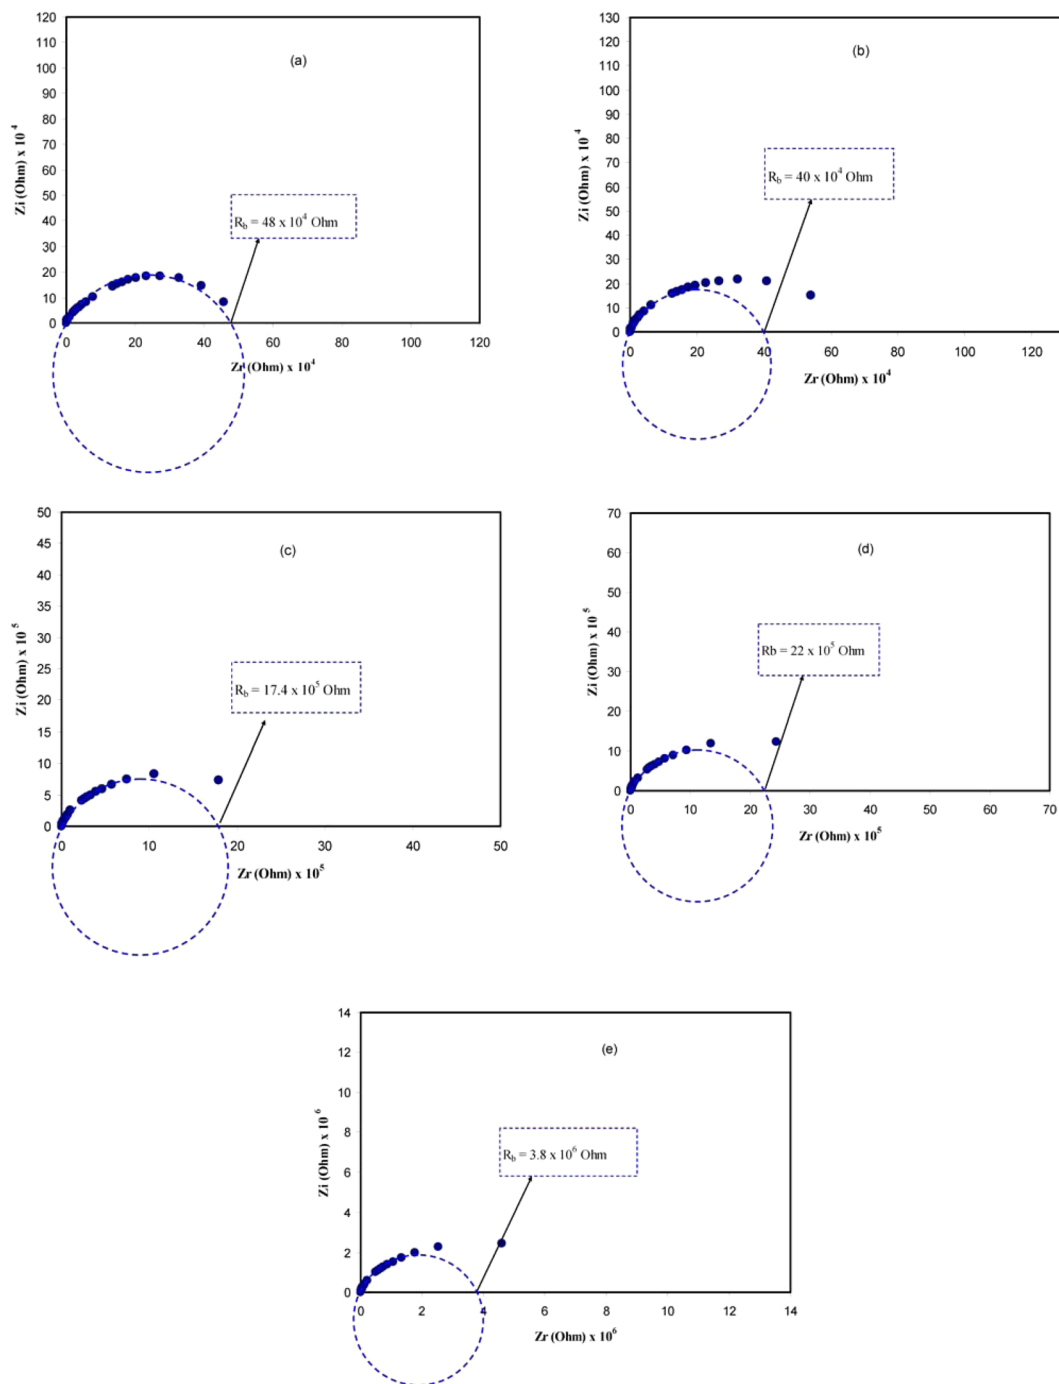 (a)
120
110
100
90
80
70
60
50
40
30
20
10
0
Zi (Ohm) x 10⁴
R_b = 48 x 10⁴ Ohm
0 20 40 60 80 100 120
Zr (Ohm) x 10⁴
(b)
130
120
110
100
90
80
70
60
50
40
30
20
10
0
Zi (Ohm) x 10⁴
R_b = 40 x 10⁴ Ohm
0 20 40 60 80 100 120
Zr (Ohm) x 10⁴
(c)
50
45
40
35
30
25
20
15
10
5
0
Zi (Ohm) x 10⁵
R_b = 17.4 x 10⁵ Ohm
0 10 20 30 40 50
Zr (Ohm) x 10⁵
(d)
70
60
50
40
30
20
10
0
Zi (Ohm) x 10⁵
Rb = 22 x 10⁵ Ohm
0 10 20 30 40 50 60 70
Zr (Ohm) x 10⁵
(e)
14
12
10
8
6
4
2
0
Zi (Ohm) x 10⁶
R_b = 3.8 x 10⁶ Ohm
0 2 4 6 8 10 12 14
Zr (Ohm) x 10⁶